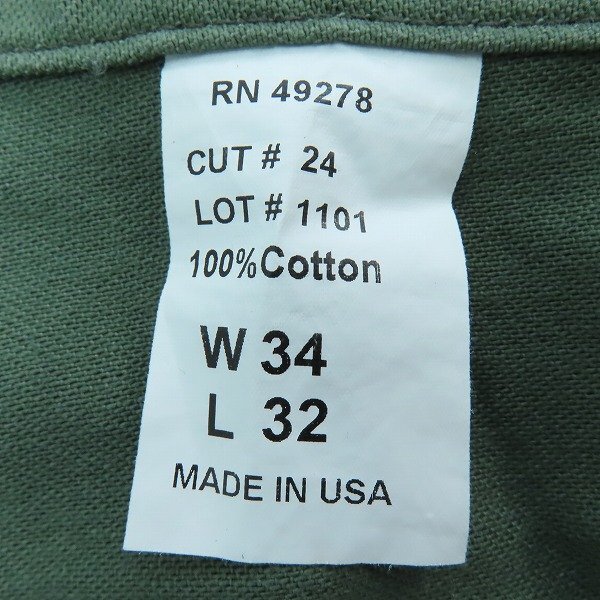 RN 49278
CUT # 24
LOT # 1101
100%Cotton
W 34
L 32
MADE IN USA